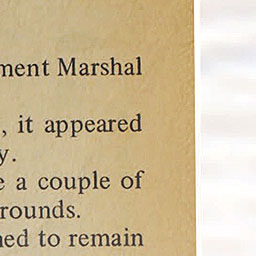 ment Marshal
, it appeared
y.
e a couple of
rounds.
ned to remain